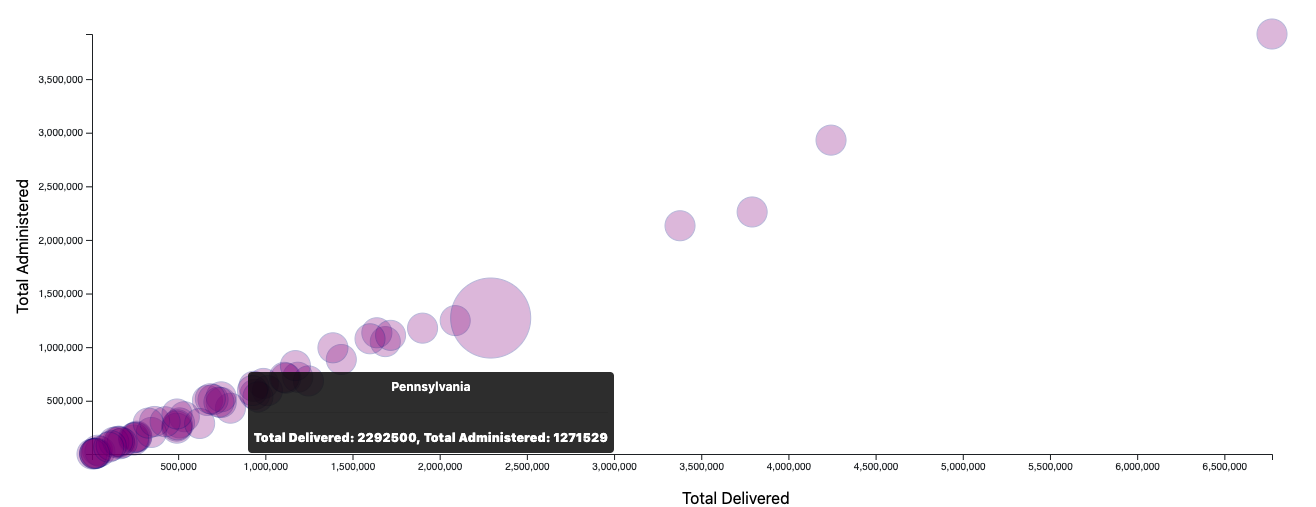 3,500,000
3,000,000
2,500,000
2,000,000
1,500,000
1,000,000
500,000
Total Administered
Pennsylvania
Total Delivered: 2292500, Total Administered: 1271529
500,000 1,000,000 1,500,000 2,000,000 2,500,000 3,000,000 3,500,000 4,000,000 4,500,000 5,000,000 5,500,000 6,000,000 6,500,000
Total Delivered